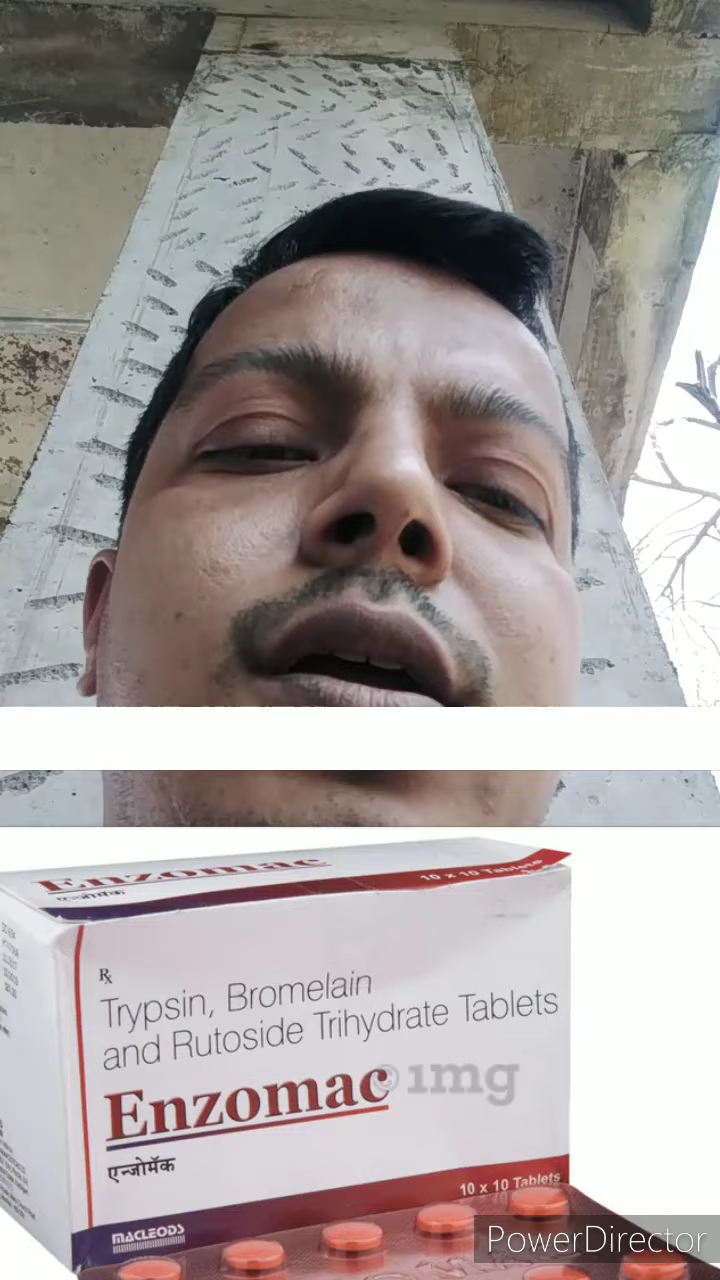 Enzomac
10 x 10 Tablets
एन्जोमॅक
Rx
Trypsin, Bromelain
and Rutoside Trihydrate Tablets
Enzomac
©1mg
एन्जोमॅक
10 x 10 Tablets
MACLEODS
PowerDirector